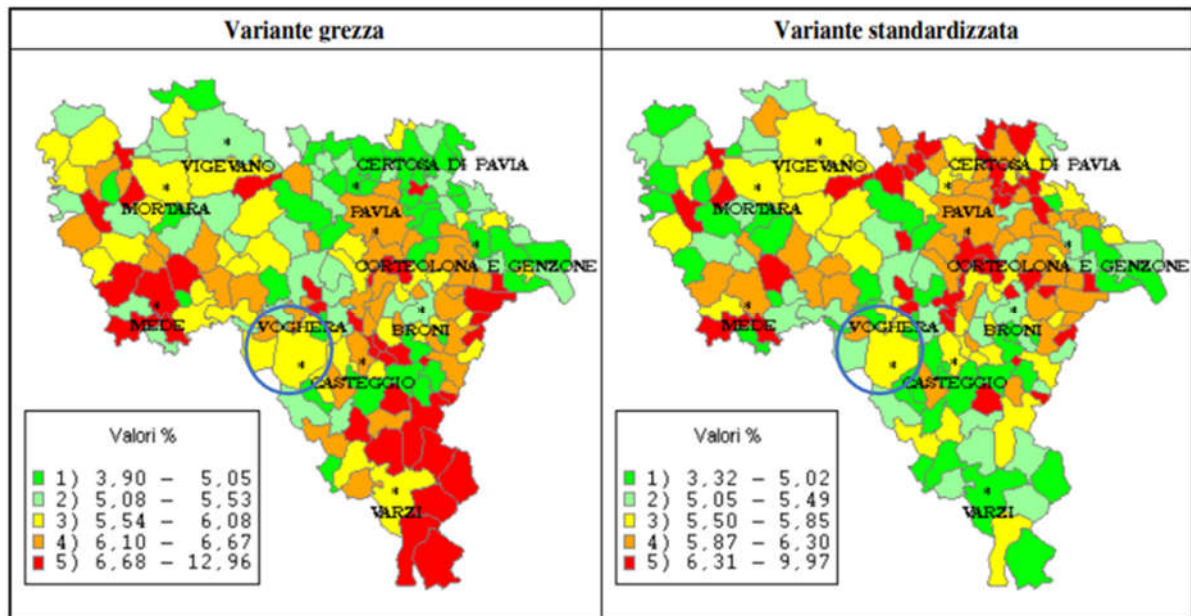 Variante grezza
Variante standardizzata
VIGEVANO
CERTOSA DI PAVIA
MORTARA
PAVIA
CORTEOLONA E GENZONE
MEDE
VOGHERA
BRONI
CASTEGGIO
VARZI
Valori %
1) 3,90 – 5,05
2) 5,08 – 5,53
3) 5,54 – 6,08
4) 6,10 – 6,67
5) 6,68 – 12,96
VIGEVANO
CERTOSA DI PAVIA
MORTARA
PAVIA
CORTEOLONA E GENZONE
MEDE
VOGHERA
BRONI
CASTEGGIO
VARZI
Valori %
1) 3,32 – 5,02
2) 5,05 – 5,49
3) 5,50 – 5,85
4) 5,87 – 6,30
5) 6,31 – 9,97